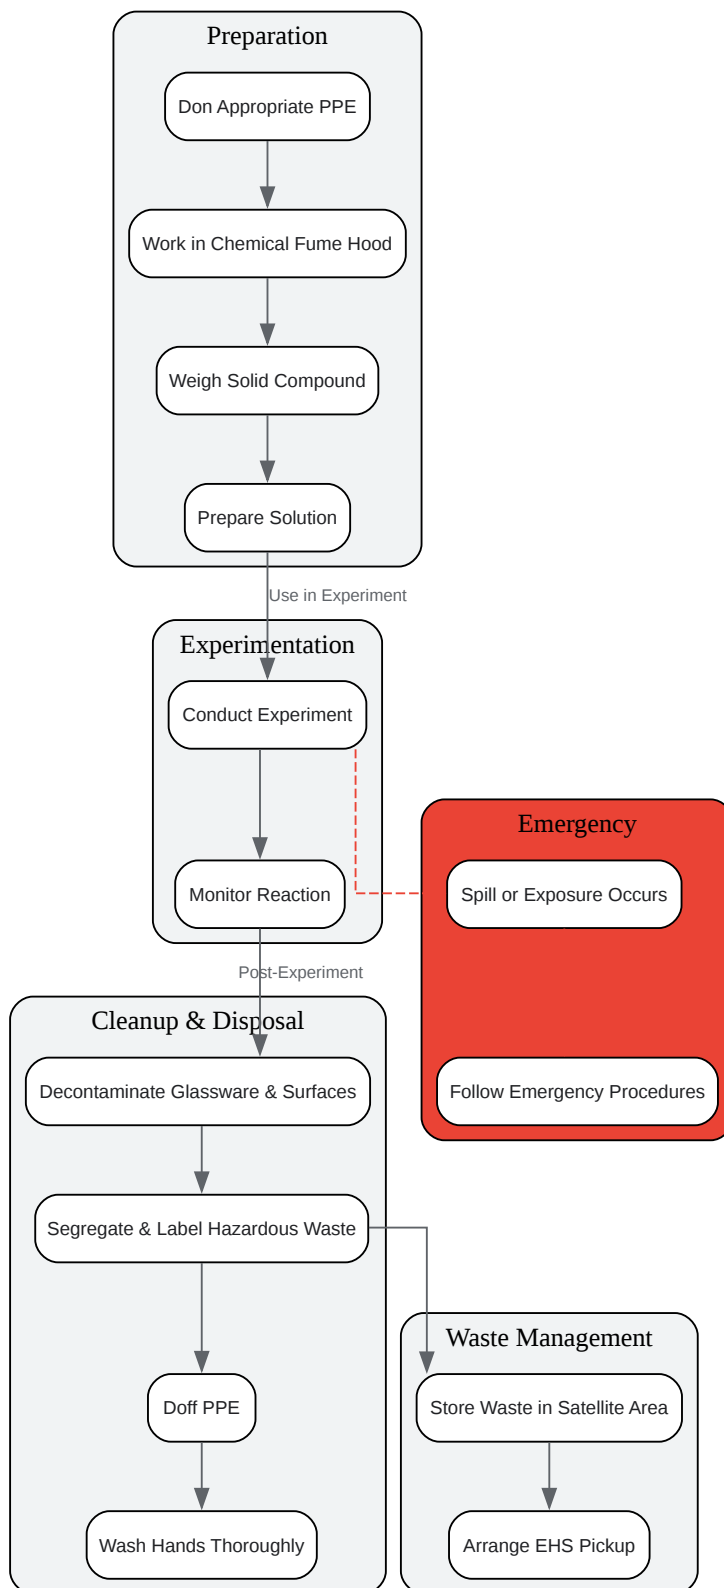 Preparation
Don Appropriate PPE
Work in Chemical Fume Hood
Weigh Solid Compound
Prepare Solution
Use in Experiment
Experimentation
Conduct Experiment
Monitor Reaction
Emergency
Spill or Exposure Occurs
Follow Emergency Procedures
Post-Experiment
Cleanup & Disposal
Decontaminate Glassware & Surfaces
Segregate & Label Hazardous Waste
Doff PPE
Wash Hands Thoroughly
Waste Management
Store Waste in Satellite Area
Arrange EHS Pickup